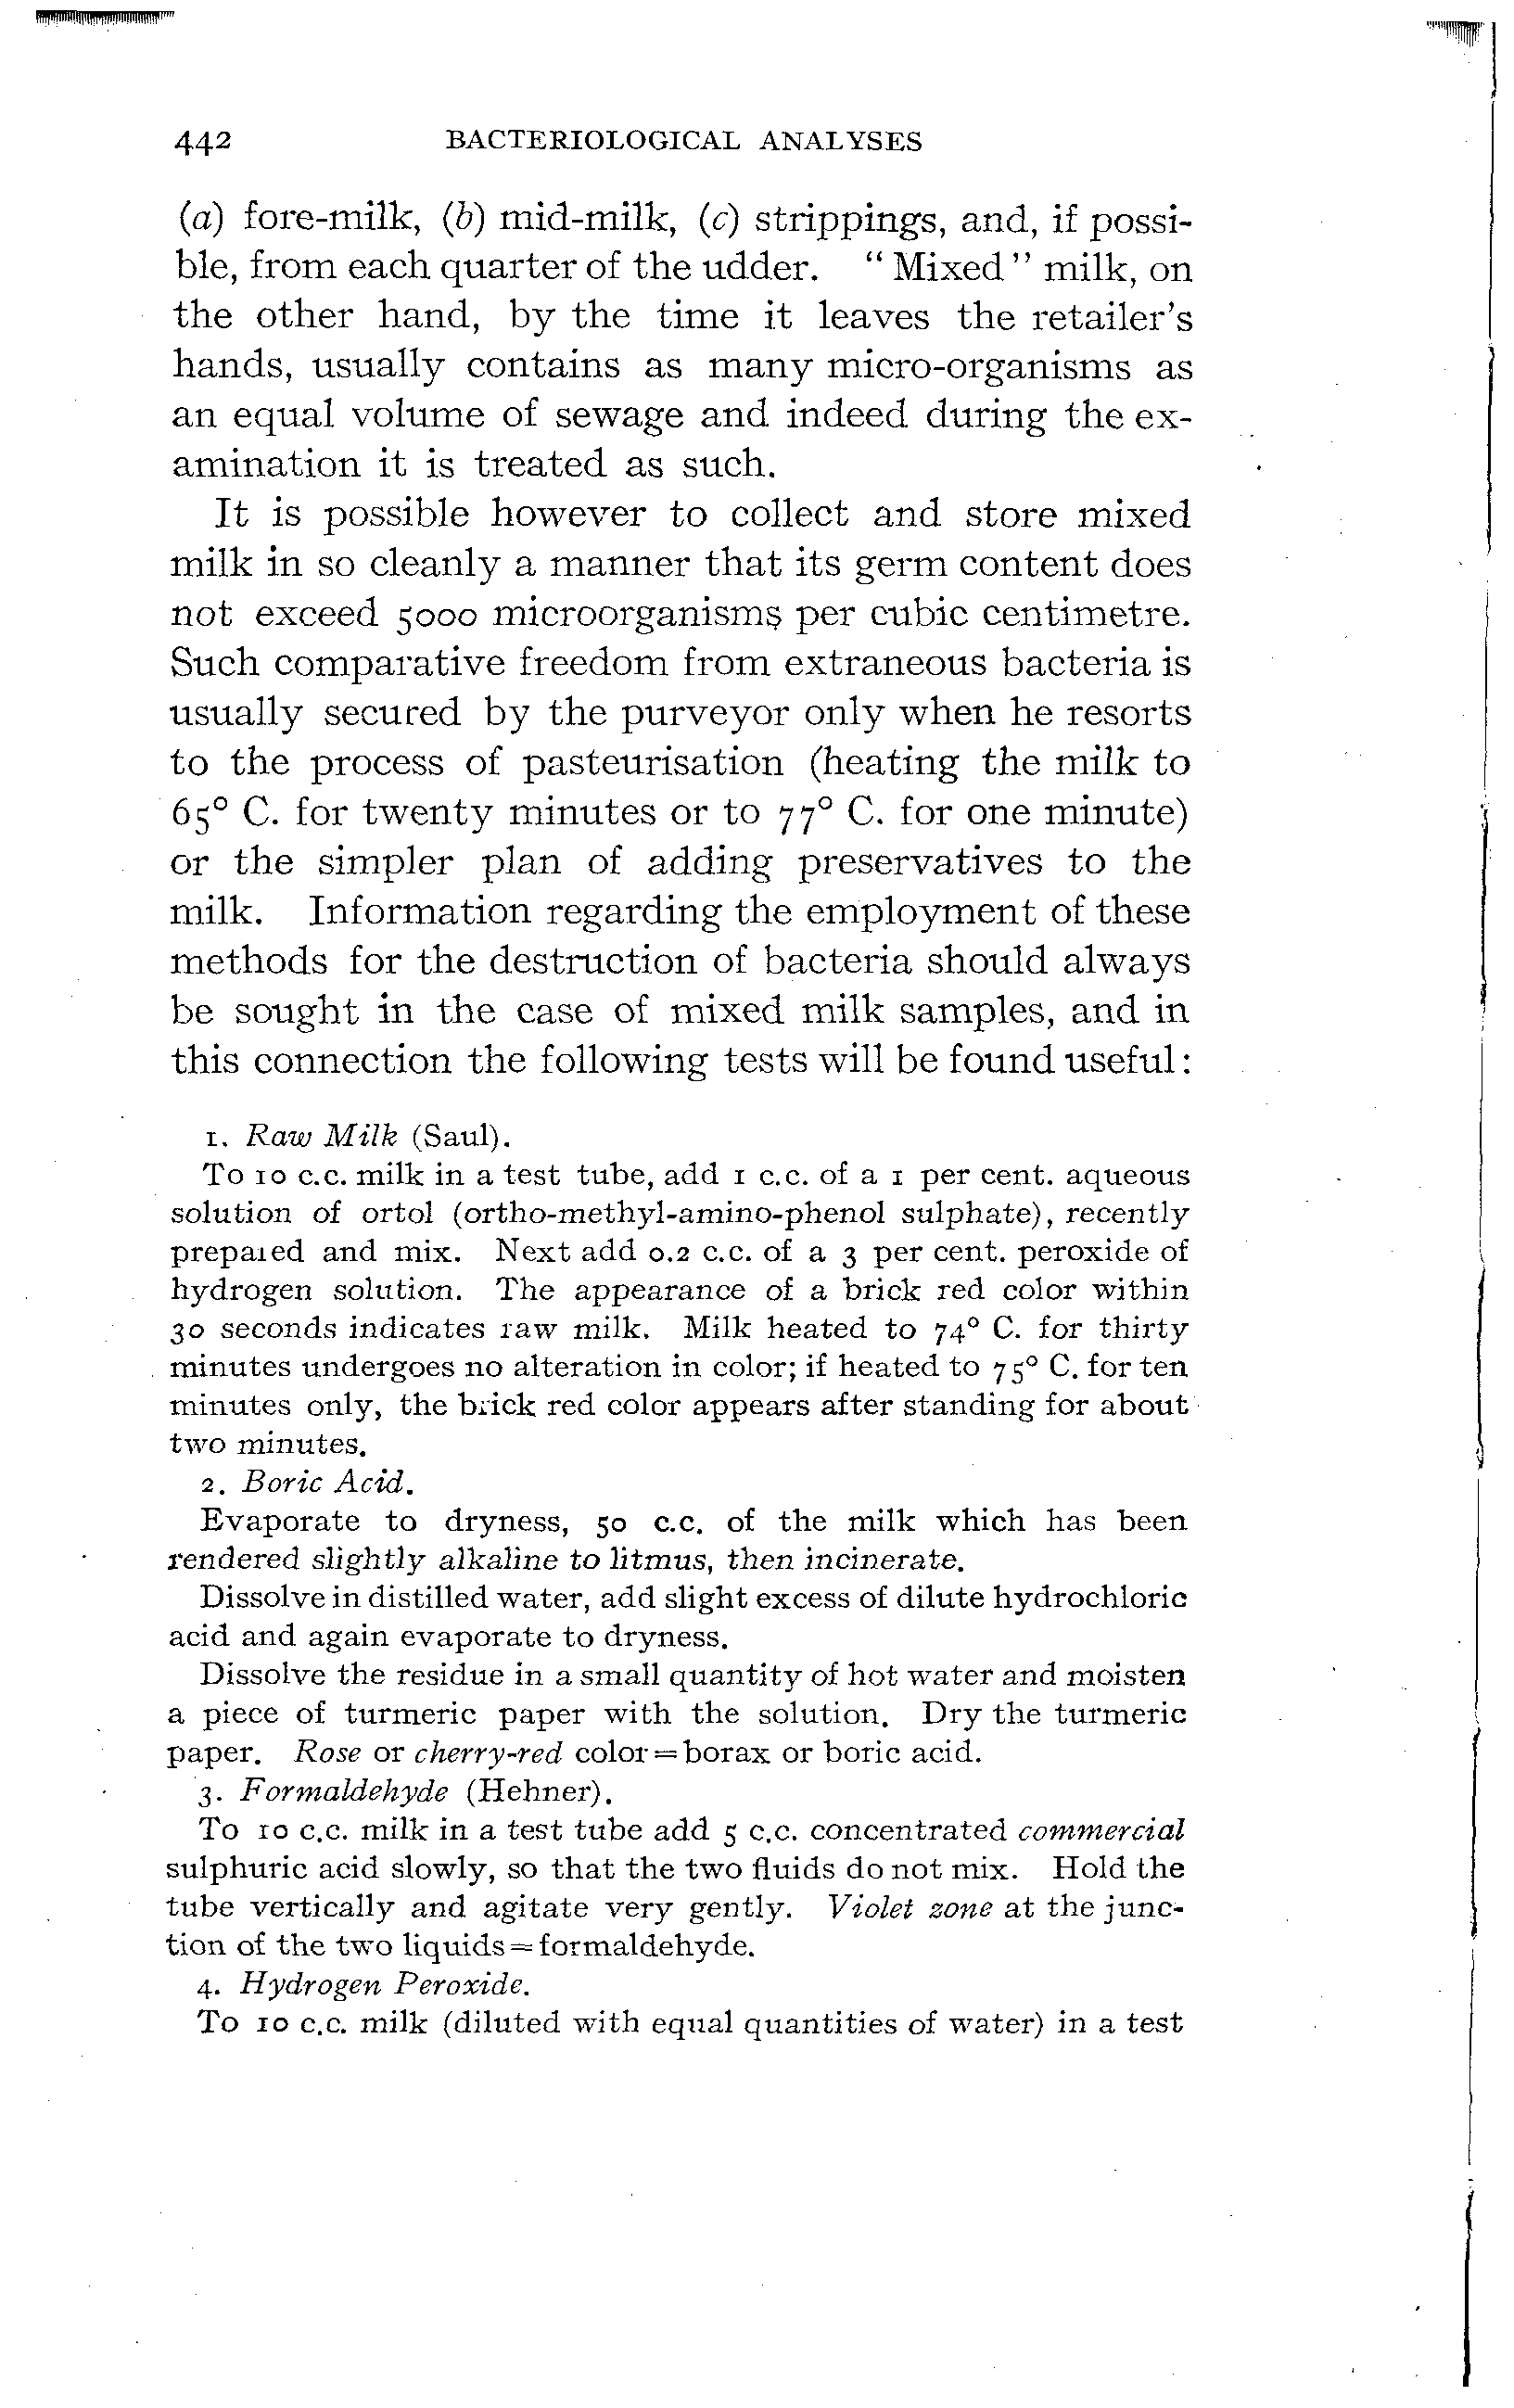 442 BACTERIOLOGICAL ANALYSES
(a) fore-milk, (b) mid-milk, (c) strippings, and, if possi-
ble, from each quarter of the udder. "Mixed" milk, on
the other hand, by the time it leaves the retailer's
hands, usually contains as many micro-organisms as
an equal volume of sewage and indeed during the ex-
amination it is treated as such.
It is possible however to collect and store mixed
milk in so cleanly a manner that its germ content does
not exceed 5000 microorganisms per cubic centimetre.
Such comparative freedom from extraneous bacteria is
usually secured by the purveyor only when he resorts
to the process of pasteurisation (heating the milk to
65° C. for twenty minutes or to 77° C. for one minute)
or the simpler plan of adding preservatives to the
milk. Information regarding the employment of these
methods for the destruction of bacteria should always
be sought in the case of mixed milk samples, and in
this connection the following tests will be found useful:
1. Raw Milk (Saul).
To 10 c.c. milk in a test tube, add 1 c.c. of a 1 per cent. aqueous
solution of ortol (ortho-methyl-amino-phenol sulphate), recently
prepared and mix. Next add 0.2 c.c. of a 3 per cent. peroxide of
hydrogen solution. The appearance of a brick red color within
30 seconds indicates raw milk. Milk heated to 74° C. for thirty
minutes undergoes no alteration in color; if heated to 75° C. for ten
minutes only, the brick red color appears after standing for about
two minutes.
2. Boric Acid.
Evaporate to dryness, 50 c.c. of the milk which has been
rendered slightly alkaline to litmus, then incinerate.
Dissolve in distilled water, add slight excess of dilute hydrochloric
acid and again evaporate to dryness.
Dissolve the residue in a small quantity of hot water and moisten
a piece of turmeric paper with the solution. Dry the turmeric
paper. Rose or cherry-red color=borax or boric acid.
3. Formaldehyde (Hehner).
To 10 c.c. milk in a test tube add 5 c.c. concentrated commercial
sulphuric acid slowly, so that the two fluids do not mix. Hold the
tube vertically and agitate very gently. Violet zone at the junc-
tion of the two liquids=formaldehyde.
4. Hydrogen Peroxide.
To 10 c.c. milk (diluted with equal quantities of water) in a test